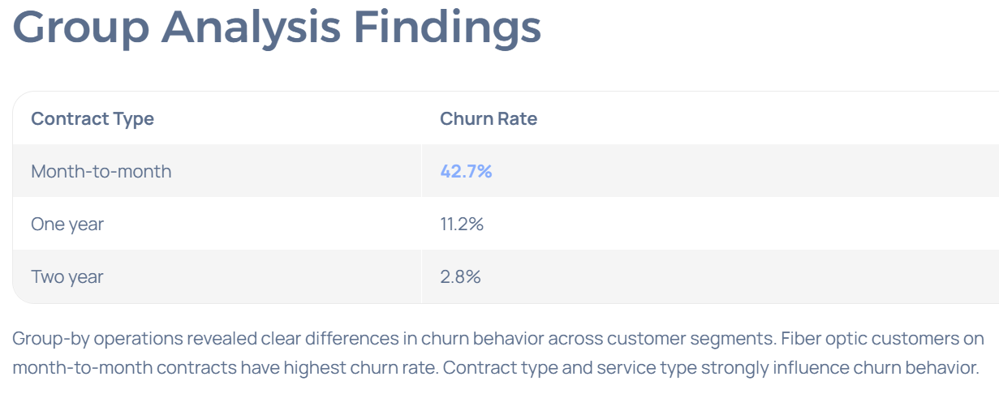 Group Analysis Findings
Contract Type Churn Rate
Month-to-month 42.7%
One year 11.2%
Two year 2.8%
Group-by operations revealed clear differences in churn behavior across customer segments. Fiber optic customers on
month-to-month contracts have highest churn rate. Contract type and service type strongly influence churn behavior.